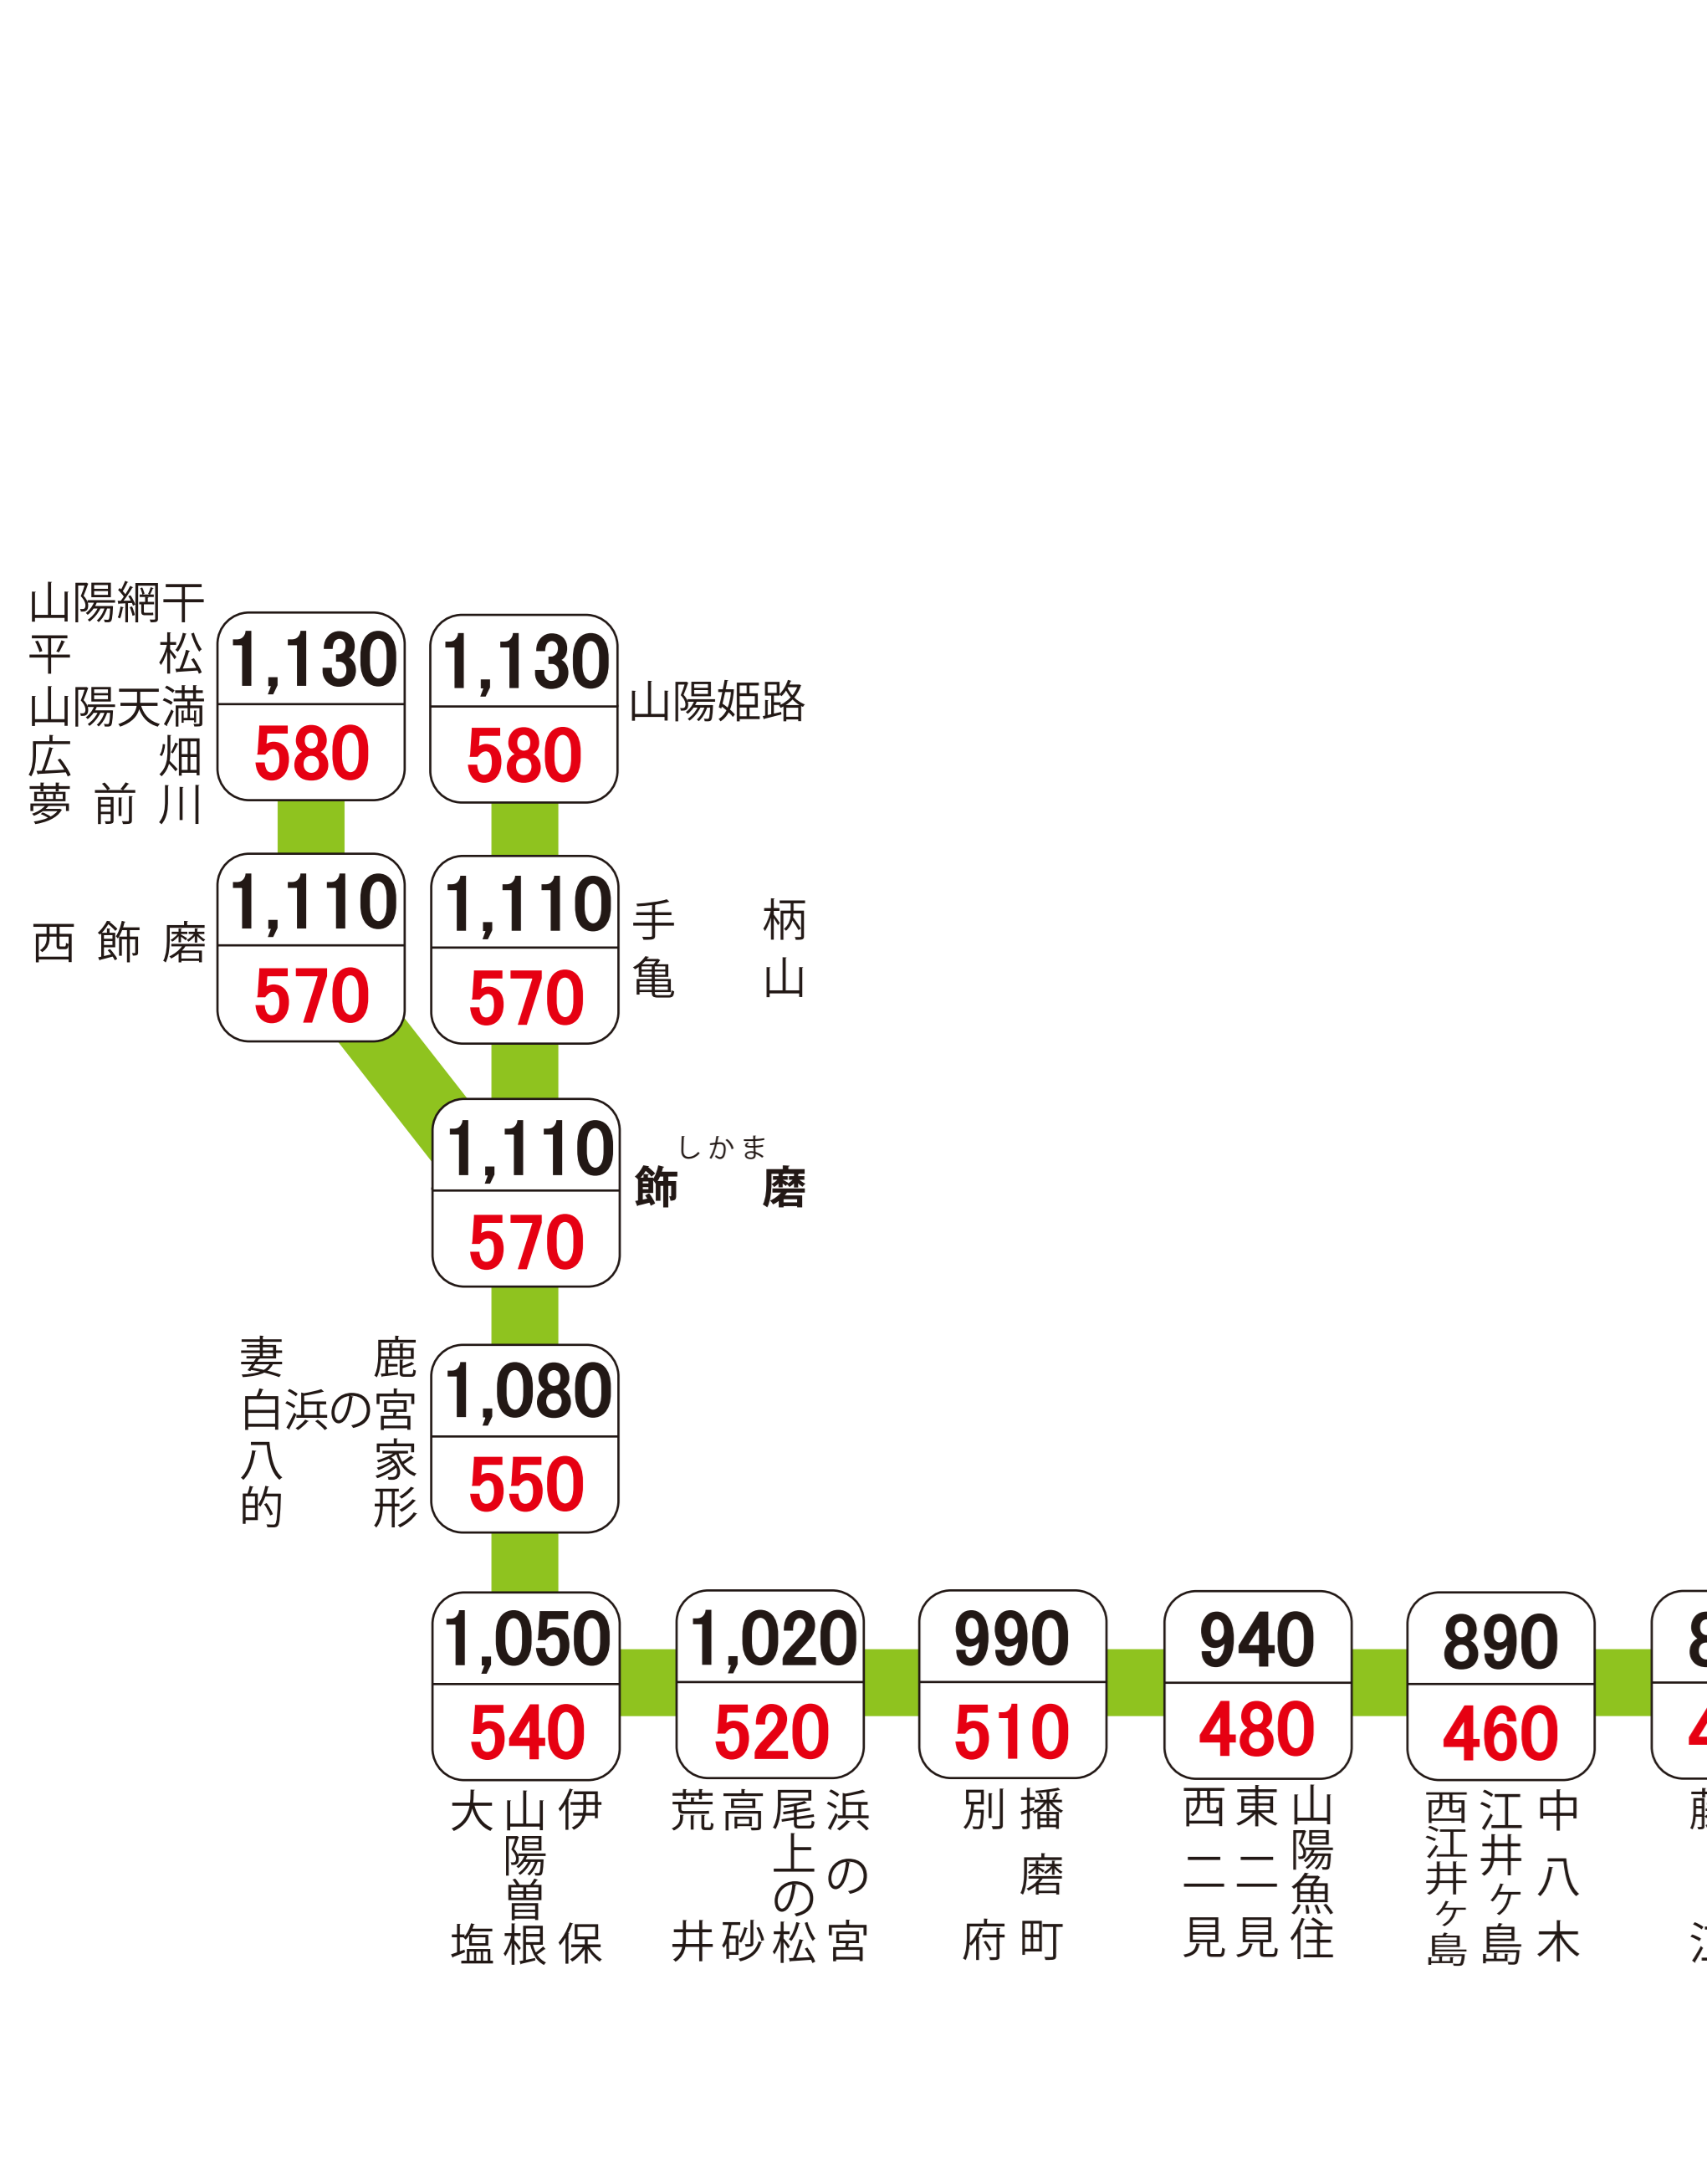 山陽網干
平松
山陽天満
広畑
夢前川
1,130
580
1,130
580
山陽姫路
西飾磨
1,110
570
1,110
570
手柄
亀山
1,110
570
しかま
飾磨
妻鹿
白浜の宮
八家
的形
1,080
550
1,050
540
1,020
520
990
510
940
480
890
460
8
4
大塩
山陽曽根
伊保
荒井
高砂
尾上の松
浜の宮
別府
播磨町
西二見
東二見
山陽魚住
西江井ヶ島
江井ヶ島
中八木